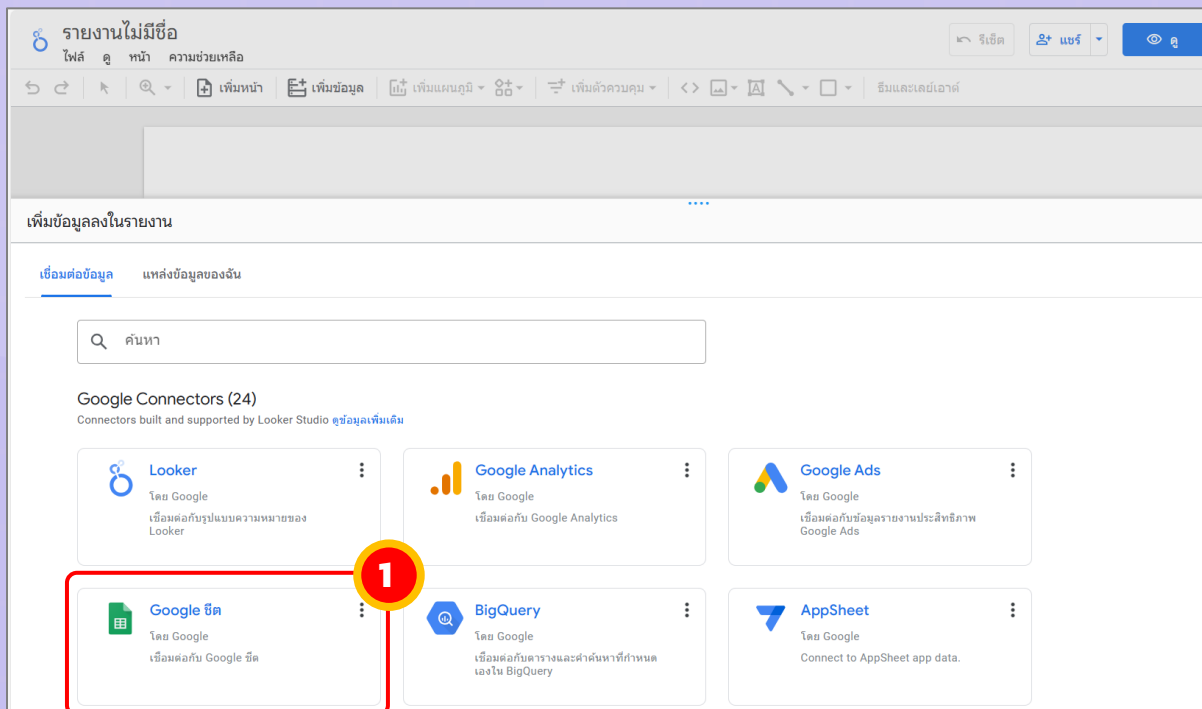 รายงานไม่มีชื่อ
ไฟล์ ดู หน้า ความช่วยเหลือ
รีเซ็ต แชร์ ดู
เพิ่มหน้า เพิ่มข้อมูล เพิ่มแผนภูมิ เพิ่มตัวควบคุม ธีมและเลย์เอาต์
เพิ่มข้อมูลลงในรายงาน
เชื่อมต่อข้อมูล แหล่งข้อมูลของฉัน
ค้นหา
Google Connectors (24)
Connectors built and supported by Looker Studio ดูข้อมูลเพิ่มเติม
Looker
โดย Google
เชื่อมต่อกับรูปแบบความหมายของ
Looker
Google Analytics
โดย Google
เชื่อมต่อกับ Google Analytics
Google Ads
โดย Google
เชื่อมต่อกับข้อมูลรายงานประสิทธิภาพ
Google Ads
1
Google ชีต
โดย Google
เชื่อมต่อกับ Google ชีต
BigQuery
โดย Google
เชื่อมต่อกับตารางและคำค้นหาที่กำหนด
เองใน BigQuery
AppSheet
โดย Google
Connect to AppSheet app data.